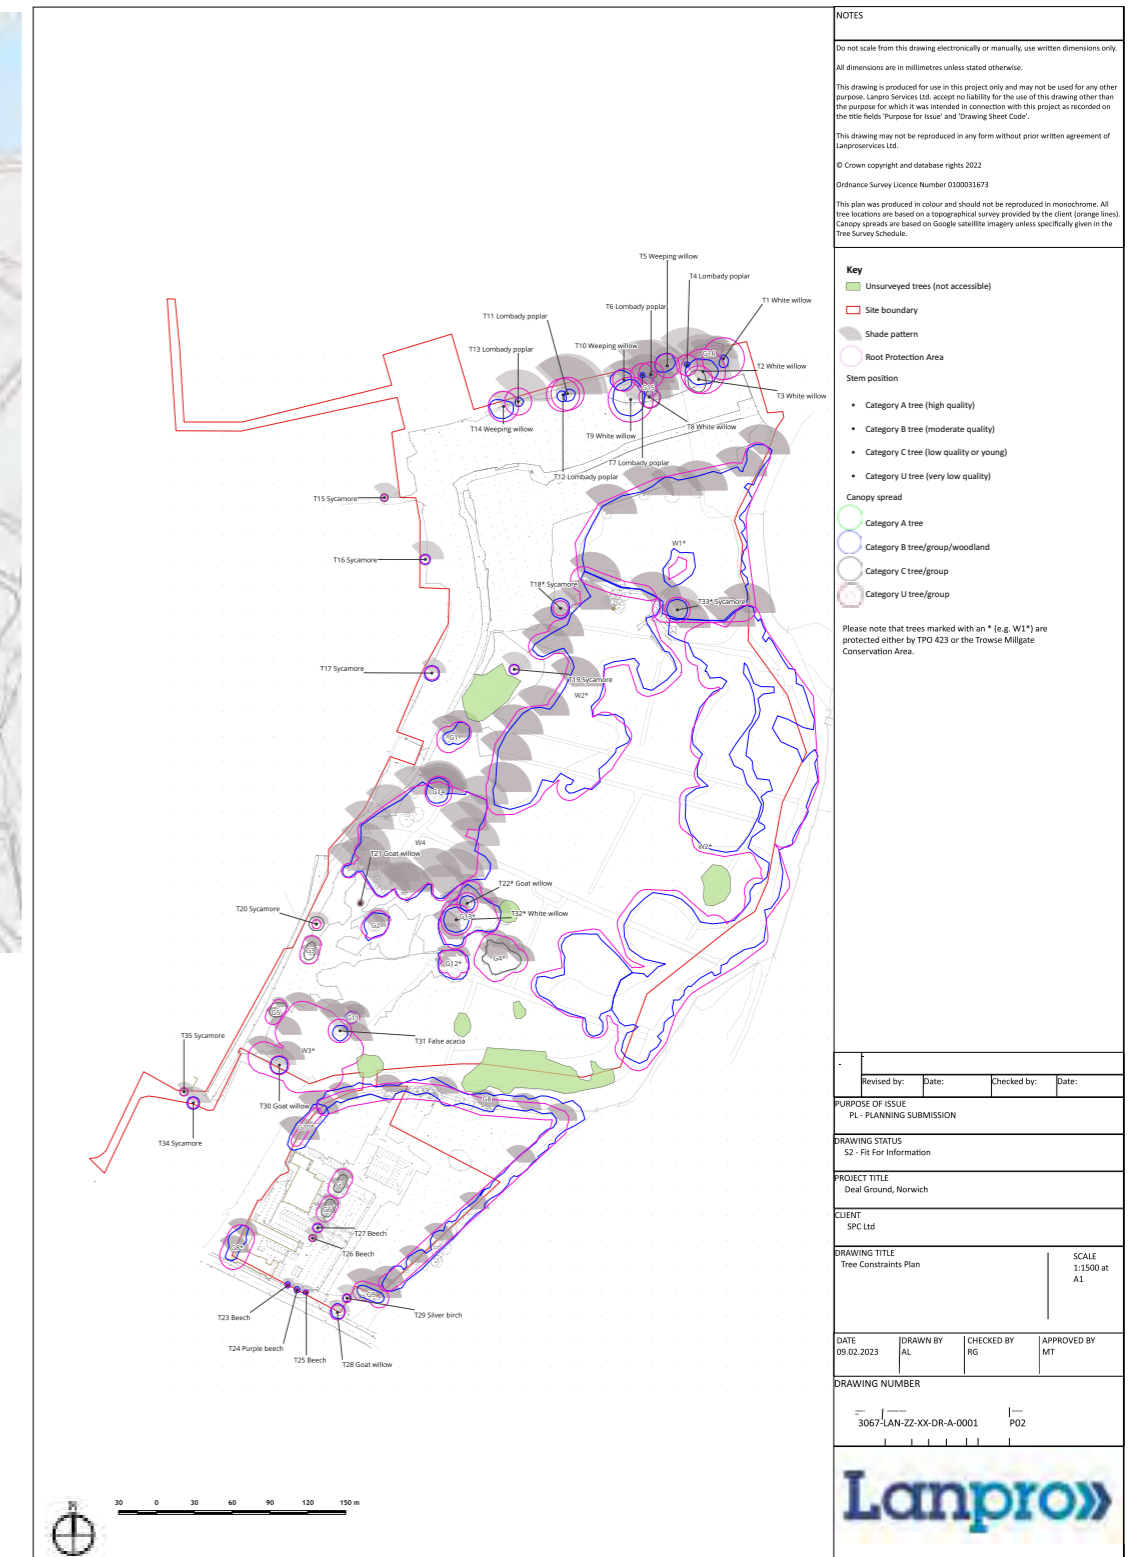 NOTES
Do not scale from this drawing electronically or manually, use written dimensions only.
All dimensions are in millimetres unless stated otherwise.
This drawing is produced for use in this project only and may not be used for any other
purpose. Lanpro Services Ltd. accept no liability for the use of this drawing other than
the purpose for which it was intended in connection with this project as recorded on
the title fields 'Purpose for Issue' and 'Drawing Sheet Code'.
This drawing may not be reproduced in any form without prior written agreement of
Lanproservices Ltd.
© Crown copyright and database rights 2022
Ordnance Survey Licence Number 0100031673
This plan was produced in colour and should not be reproduced in monochrome. All
tree locations are based on a topographical survey provided by the client (orange lines).
Canopy spreads are based on Google satellite imagery unless specifically given in the
Tree Survey Schedule.
Key
Unsurveyed trees (not accessible)
Site boundary
Shade pattern
Root Protection Area
Stem position
Category A tree (high quality)
Category B tree (moderate quality)
Category C tree (low quality or young)
Category U tree (very low quality)
Canopy spread
Category A tree
Category B tree/group/woodland
Category C tree/group
Category U tree/group
Please note that trees marked with an * (e.g. W1*) are
protected either by TPO 423 or the Trowse Millgate
Conservation Area.
T5 Weeping willow
T4 Lombady poplar
T1 White willow
T6 Lombady poplar
T11 Lombady poplar
T10 Weeping willow
T13 Lombady poplar
T2 White willow
T3 White willow
T14 Weeping willow
T9 White willow
T8 White willow
T7 Lombady poplar
T12 Lombady poplar
T15 Sycamore
W1*
T16 Sycamore
T18* Sycamore
T33* Sycamore
T17 Sycamore
T19 Sycamore
W2*
G1
W4
W2*
T21 Goat willow
T22* Goat willow
T20 Sycamore
T32* White willow
G2
G3
G12*
G4*
G5
T31 False acacia
T35 Sycamore
W3*
T30 Goat willow
T34 Sycamore
T27 Beech
T26 Beech
T29 Silver birch
T23 Beech
T24 Purple beech
T25 Beech
T28 Goat willow
30 0 30 60 90 120 150 m
N
Revised by: Date: Checked by: Date:
PURPOSE OF ISSUE
PL - PLANNING SUBMISSION
DRAWING STATUS
S2 - Fit For Information
PROJECT TITLE
Deal Ground, Norwich
CLIENT
SPC Ltd
DRAWING TITLE
Tree Constraints Plan
SCALE
1:1500 at
A1
DATE
09.02.2023
DRAWN BY
AL
CHECKED BY
RG
APPROVED BY
MT
DRAWING NUMBER
3067-LAN-ZZ-XX-DR-A-0001 P02
Lanpro